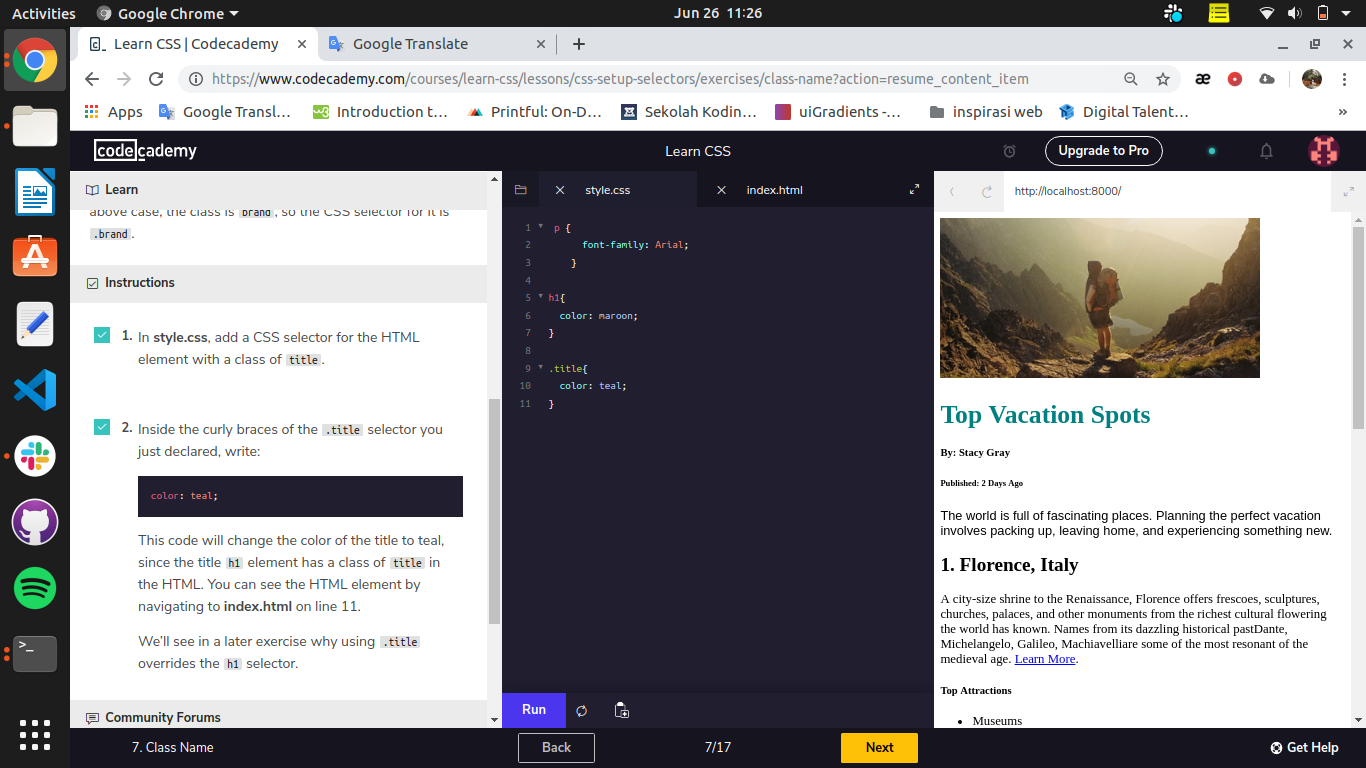 Activities
Google Chrome
Jun 26 11:26
Learn CSS | Codecademy
Google Translate
https://www.codecademy.com/courses/learn-css/lessons/css-setup-selectors/exercises/class-name?action=resume_content_item
Apps
Google Transl…
Introduction t…
Printful: On-D…
Sekolah Kodin…
uiGradients -…
inspirasi web
Digital Talent…
»
codecademy
Learn CSS
Upgrade to Pro
Learn
above case, the class is brand, so the CSS selector for it is
.brand.
Instructions
1. In style.css, add a CSS selector for the HTML
element with a class of title.
2. Inside the curly braces of the .title selector you
just declared, write:
color: teal;
This code will change the color of the title to teal,
since the title h1 element has a class of title in
the HTML. You can see the HTML element by
navigating to index.html on line 11.
We'll see in a later exercise why using .title
overrides the h1 selector.
Community Forums
style.css
index.html
1 p {
2 font-family: Arial;
3 }
4
5 h1{
6 color: maroon;
7 }
8
9 .title{
10 color: teal;
11 }
Run
http://localhost:8000/
Top Vacation Spots
By: Stacy Gray
Published: 2 Days Ago
The world is full of fascinating places. Planning the perfect vacation
involves packing up, leaving home, and experiencing something new.
1. Florence, Italy
A city-size shrine to the Renaissance, Florence offers frescoes, sculptures,
churches, palaces, and other monuments from the richest cultural flowering
the world has known. Names from its dazzling historical pastDante,
Michelangelo, Galileo, Machiavelliare some of the most resonant of the
medieval age. Learn More.
Top Attractions
• Museums
7. Class Name
Back
7/17
Next
Get Help